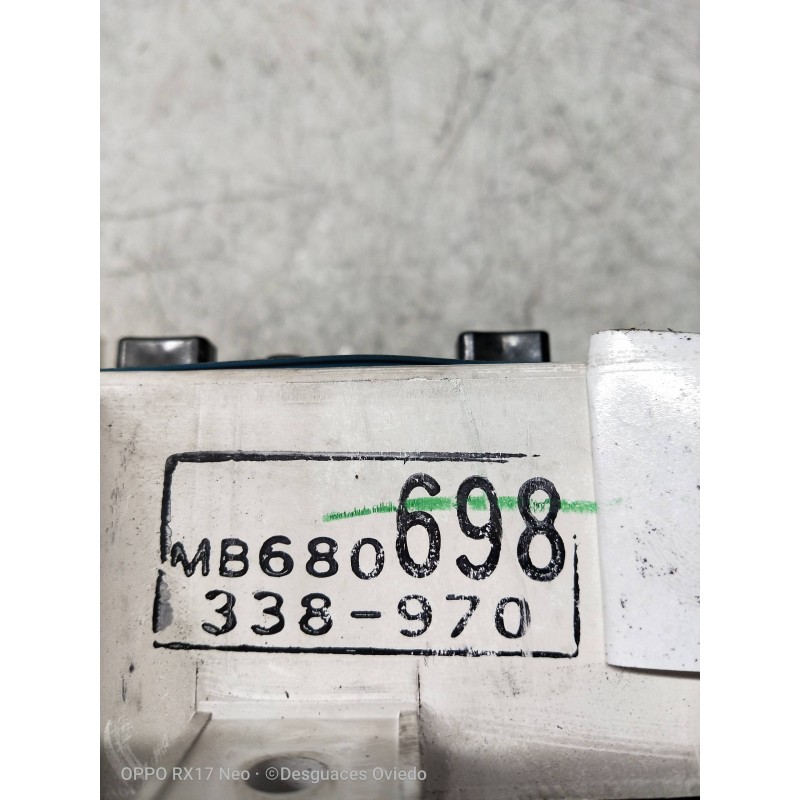 MB680698
338-970
OPPO RX17 Neo · ©Desguaces Oviedo